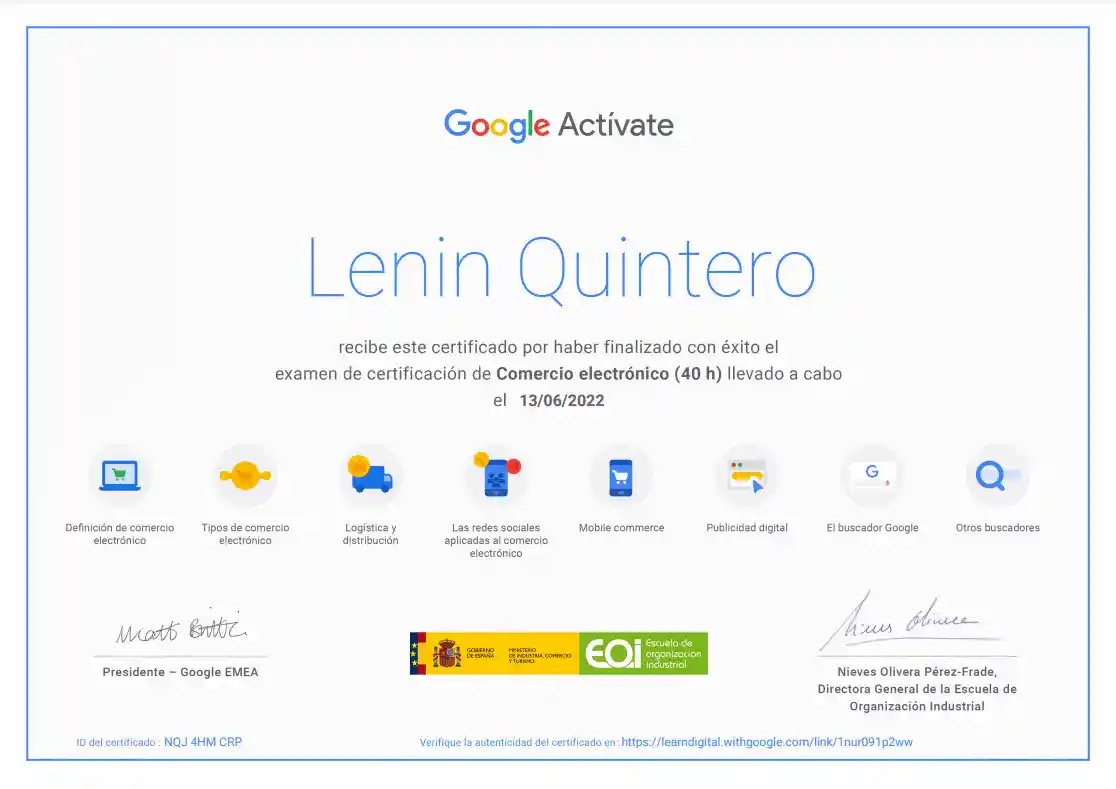 Google Actívate
Lenin Quintero
recibe este certificado por haber finalizado con éxito el
examen de certificación de Comercio electrónico (40 h) llevado a cabo
el 13/06/2022
Definición de comercio
electrónico
Tipos de comercio
electrónico
Logística y
distribución
Las redes sociales
aplicadas al comercio
electrónico
Mobile commerce
Publicidad digital
G
El buscador Google
Otros buscadores
Matt Brittin
Presidente – Google EMEA
GOBIERNO
DE ESPAÑA
MINISTERIO
DE INDUSTRIA, COMERCIO
Y TURISMO
EOi
Escuela de
organización
industrial
Nieves Olivera
Nieves Olivera Pérez-Frade,
Directora General de la Escuela de
Organización Industrial
ID del certificado : NQJ 4HM CRP
Verifique la autenticidad del certificado en: https://learndigital.withgoogle.com/link/1nur091p2ww